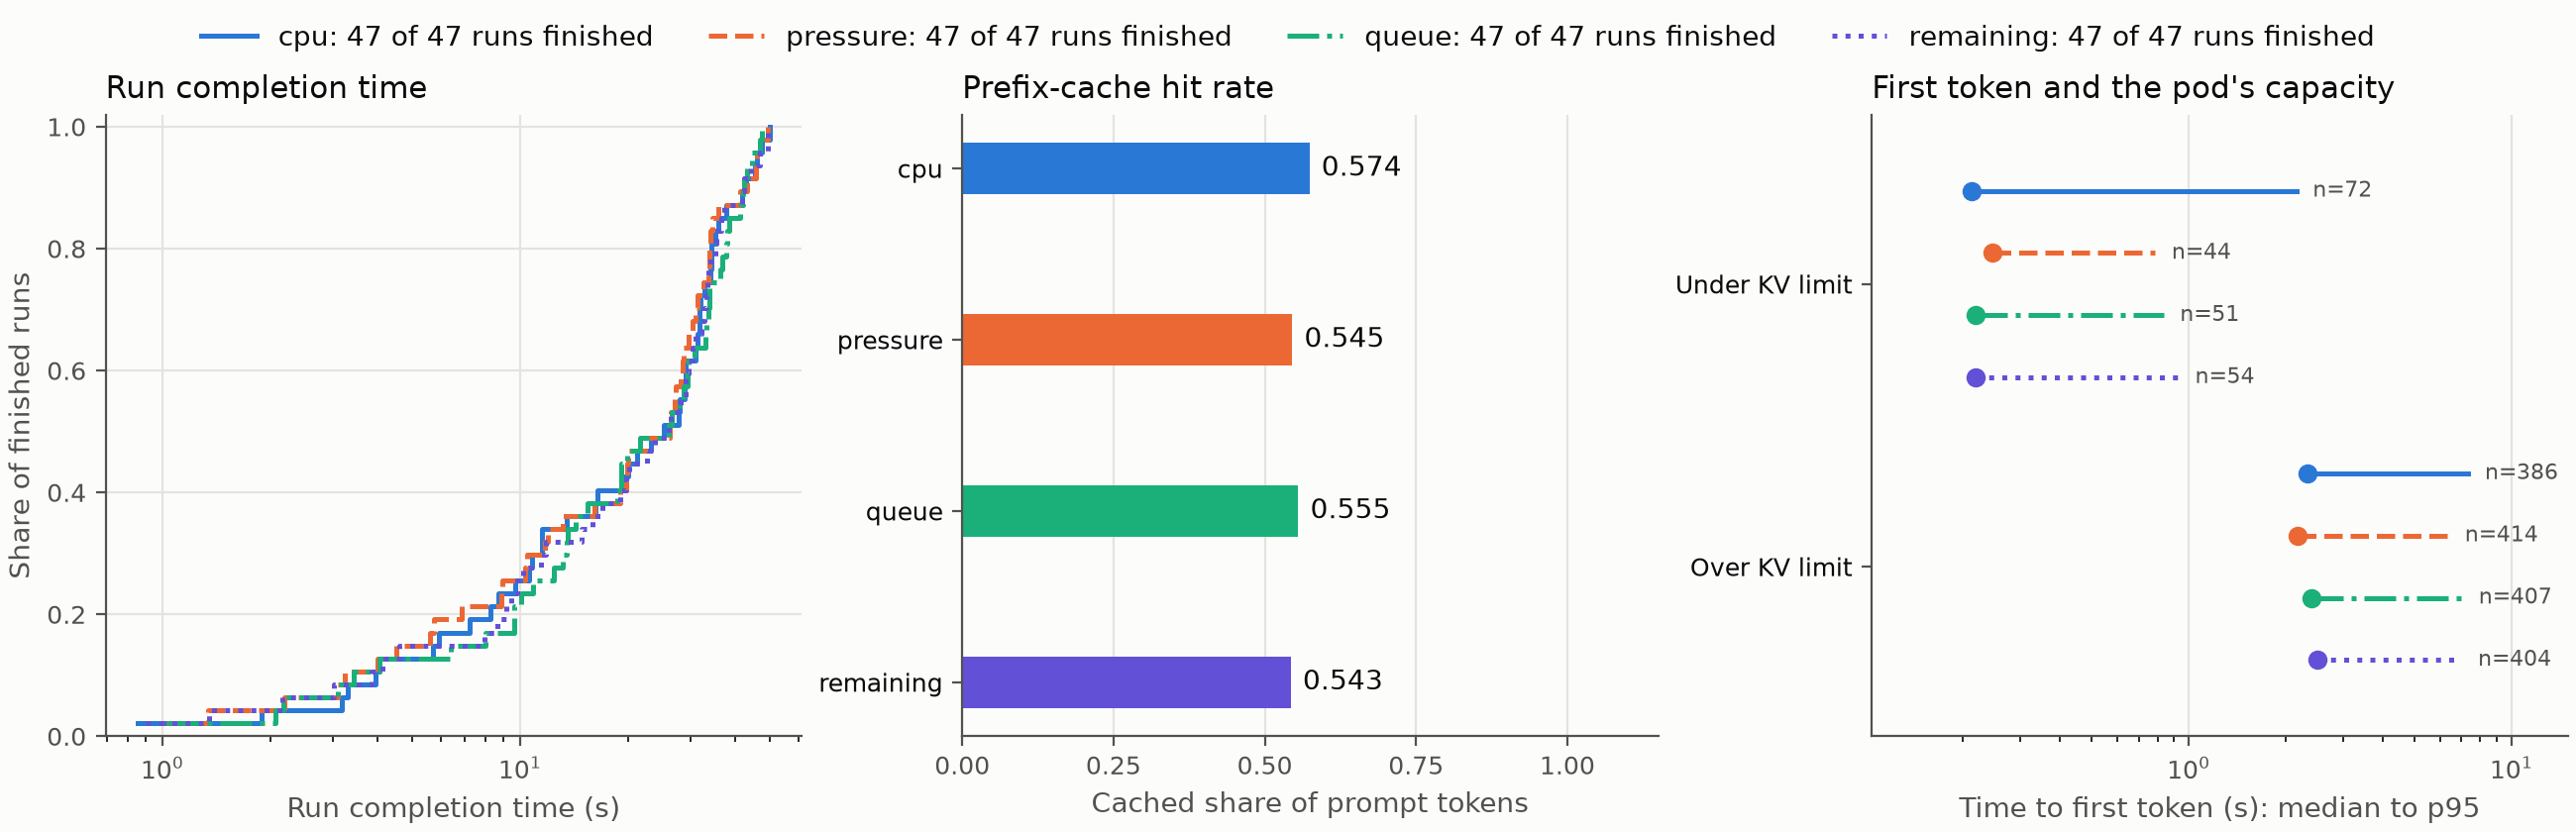 cpu: 47 of 47 runs finished
pressure: 47 of 47 runs finished
queue: 47 of 47 runs finished
remaining: 47 of 47 runs finished
Run completion time
Share of finished runs
1.0
0.8
0.6
0.4
0.2
0.0
10⁰
10¹
Run completion time (s)
Prefix-cache hit rate
cpu
0.574
pressure
0.545
queue
0.555
remaining
0.543
0.00
0.25
0.50
0.75
1.00
Cached share of prompt tokens
First token and the pod's capacity
Under KV limit
n=72
n=44
n=51
n=54
Over KV limit
n=386
n=414
n=407
n=404
10⁰
10¹
Time to first token (s): median to p95